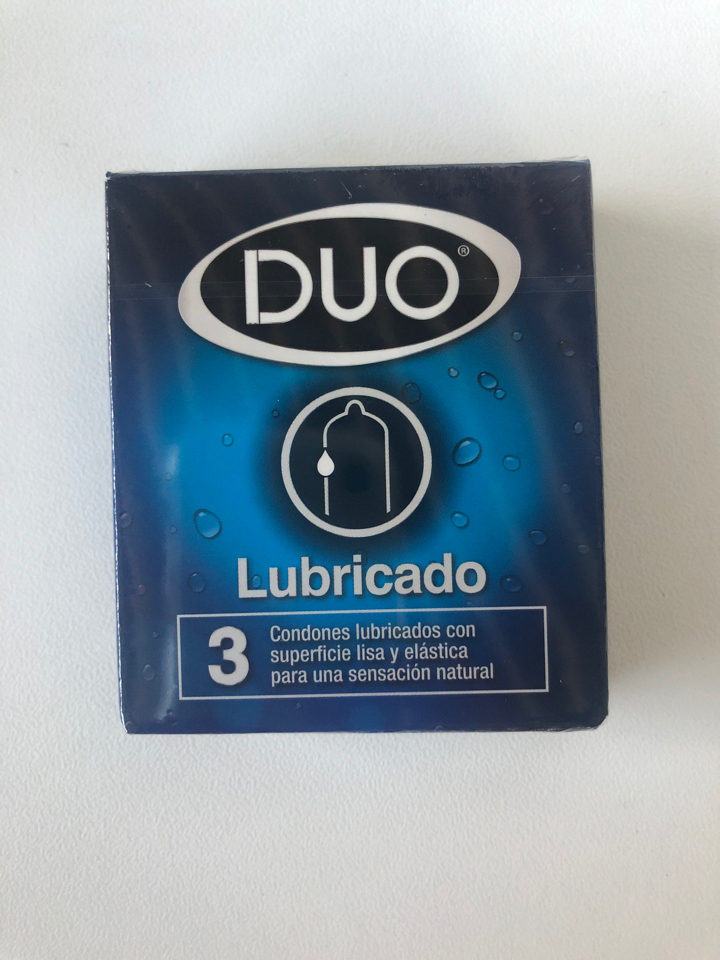 DUO®
Lubricado
3
Condones lubricados con
superficie lisa y elástica
para una sensación natural